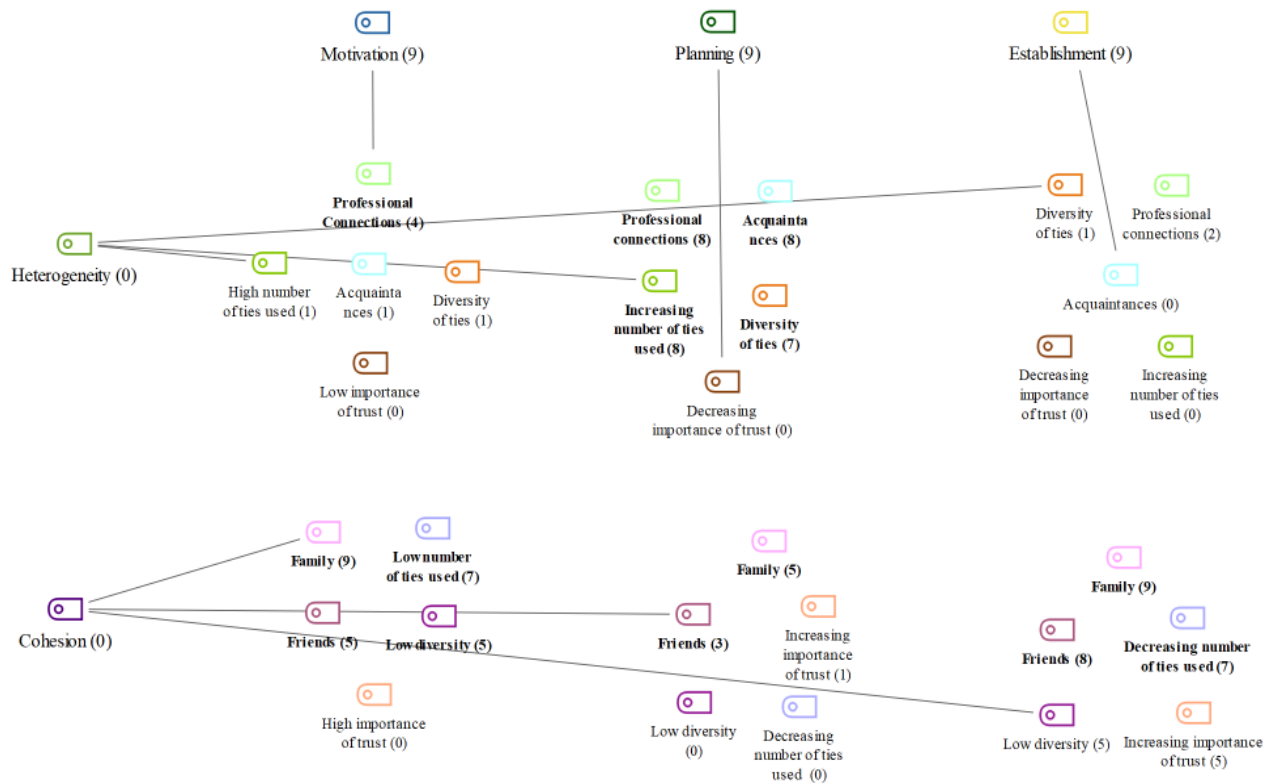 Motivation (9)
Planning (9)
Establishment (9)
Professional
Connections (4)
Professional
connections (8)
Acquainta
nces (8)
Diversity
of ties (1)
Professional
connections (2)
Heterogeneity (0)
High number
of ties used (1)
Acquainta
nces (1)
Diversity
of ties (1)
Increasing
number of ties
used (8)
Diversity
of ties (7)
Acquaintances (0)
Low importance
of trust (0)
Decreasing
importance of trust (0)
Decreasing
importance
of trust (0)
Increasing
number of ties
used (0)
Family (9)
Low number
of ties used (7)
Family (5)
Family (9)
Cohesion (0)
Friends (5)
Low diversity (5)
Friends (3)
Increasing
importance
of trust (1)
Friends (8)
Decreasing number
of ties used (7)
High importance
of trust (0)
Low diversity
(0)
Decreasing
number of ties
used  (0)
Low diversity (5)
Increasing importance
of trust (5)